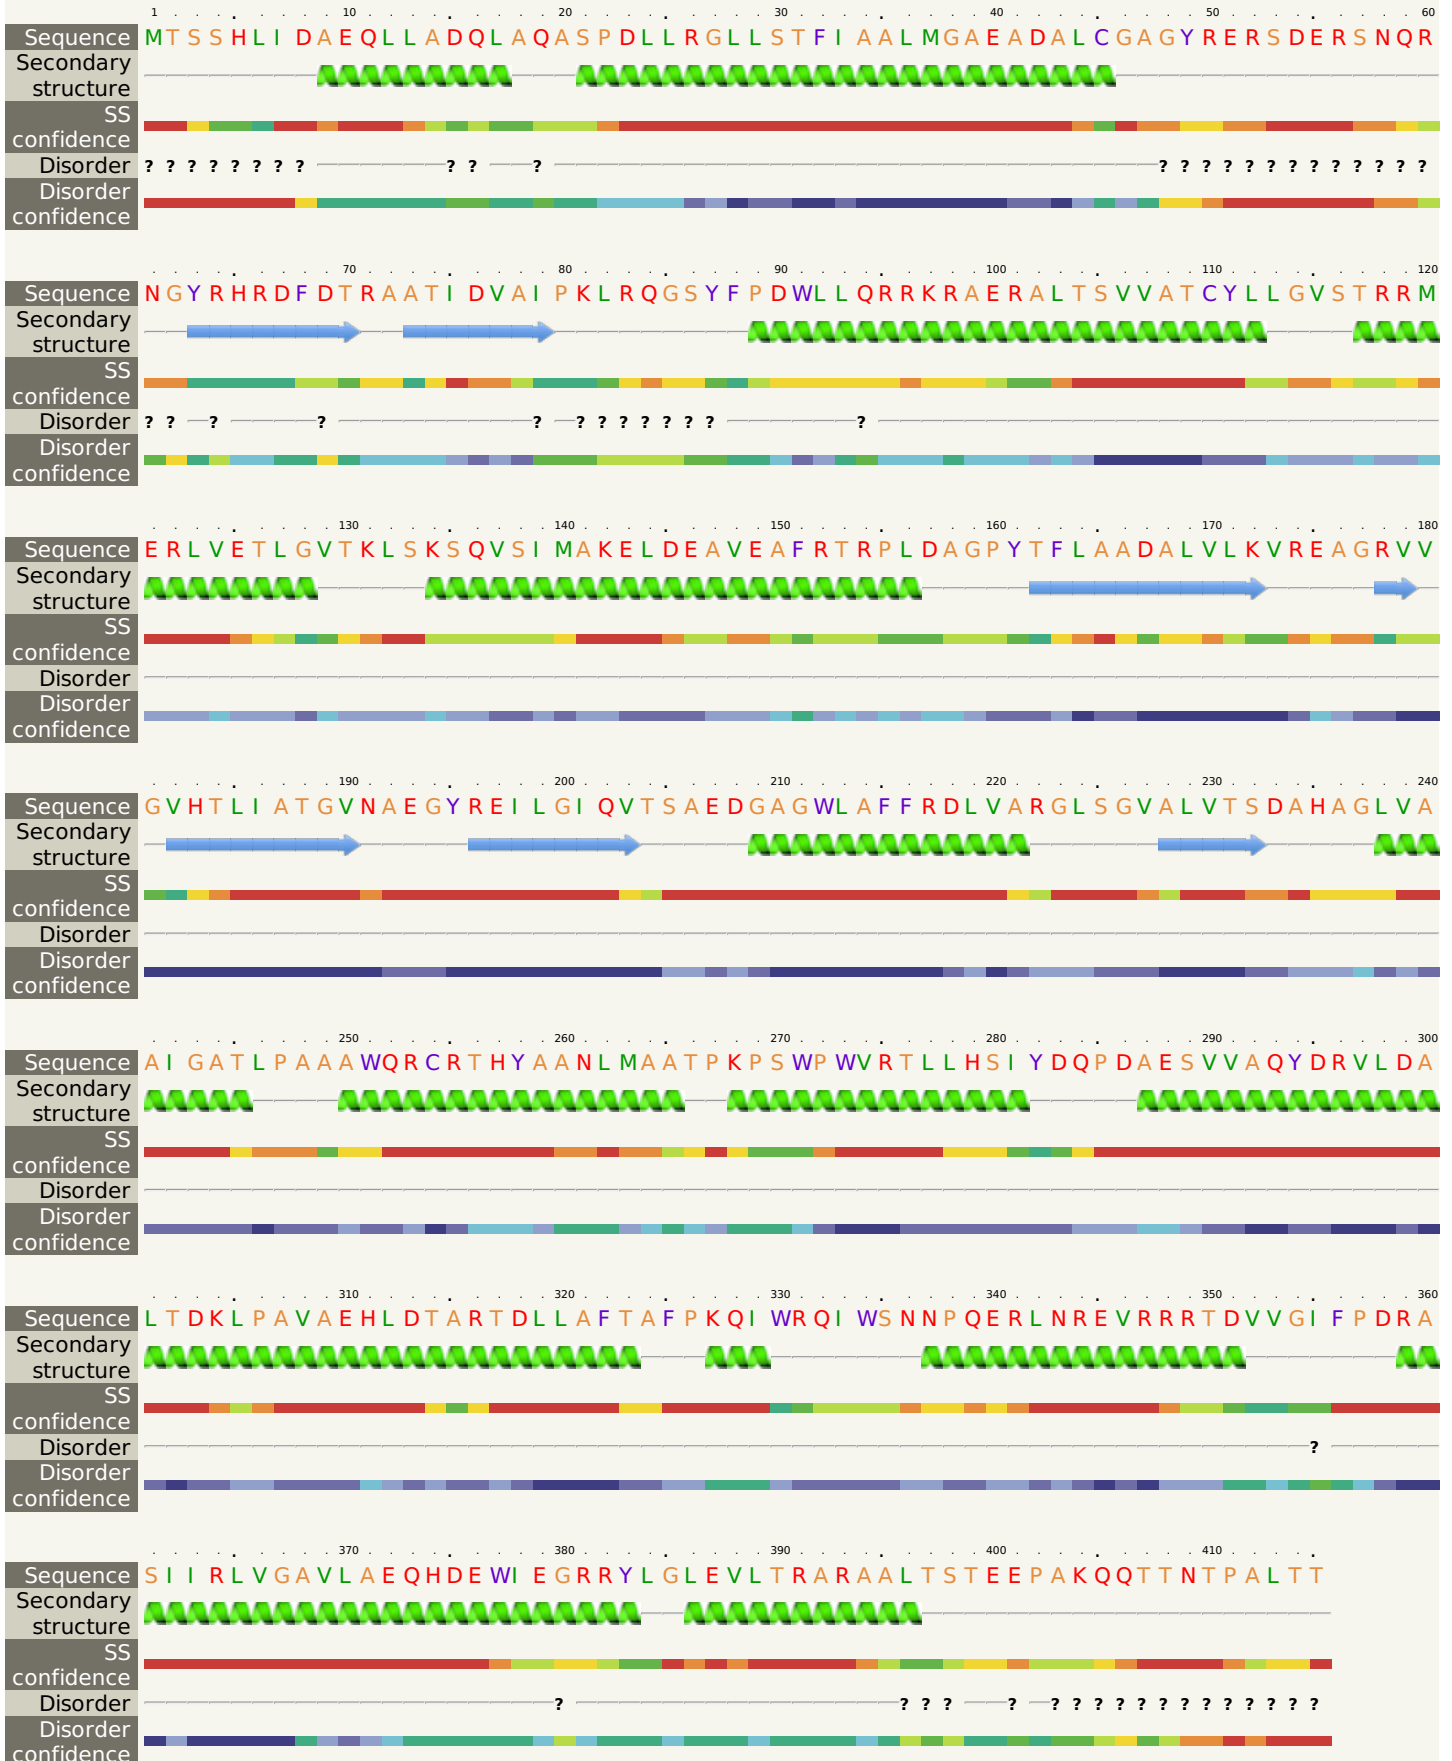 1 10 20 30 40 50 60
Sequence MTSSHLIDAEQLLADQLAQASPDLLRGLLSTFIAALMGAEADALCGAGYRERSDERSNQR
Secondary
structure
SS
confidence
Disorder ? ? ? ? ? ? ? ? ? ? ? ? ? ? ? ? ? ? ? ? ? ? ? ?
Disorder
confidence
70 80 90 100 110 120
Sequence NGYRHRDFDTRAATIDVAIPKLRQGSYFPDWLLQRRKRAERALTSVVATCYLLGVSTRRM
Secondary
structure
SS
confidence
Disorder ? ? ? ? ? ? ? ? ? ? ? ? ?
Disorder
confidence
130 140 150 160 170 180
Sequence ERLVETLGVTKLSKSQVSIMAKELDEAVEAFRTRPLDAGPYTFLAADALVLKVREAGRVV
Secondary
structure
SS
confidence
Disorder
Disorder
confidence
190 200 210 220 230 240
Sequence GVHTLIATGVNAEGYREILGIQVTSAEDGAGWLAFFRDLVARGLSGVALVTSDAHAGLVA
Secondary
structure
SS
confidence
Disorder
Disorder
confidence
250 260 270 280 290 300
Sequence AIGATLPAAAWQRCRTHYAANLMAATPKPSWPWVRTLLHSIYDQPDAESVVAQYDRVLDA
Secondary
structure
SS
confidence
Disorder
Disorder
confidence
310 320 330 340 350 360
Sequence LTDKLPAVAEHLDTARTDLLAFTAFPKQIWRQIWSNNPQERLNREVRRRTDVVGIFPDRA
Secondary
structure
SS
confidence
Disorder ?
Disorder
confidence
370 380 390 400 410
Sequence SIIRLVGAVLAEQHDEWIEGRRYLGLEVLTRARAALTSTEEPAKQQTTNTPALTT
Secondary
structure
SS
confidence
Disorder ? ? ? ? ? ? ? ? ? ? ? ? ? ? ? ? ? ?
Disorder
confidence